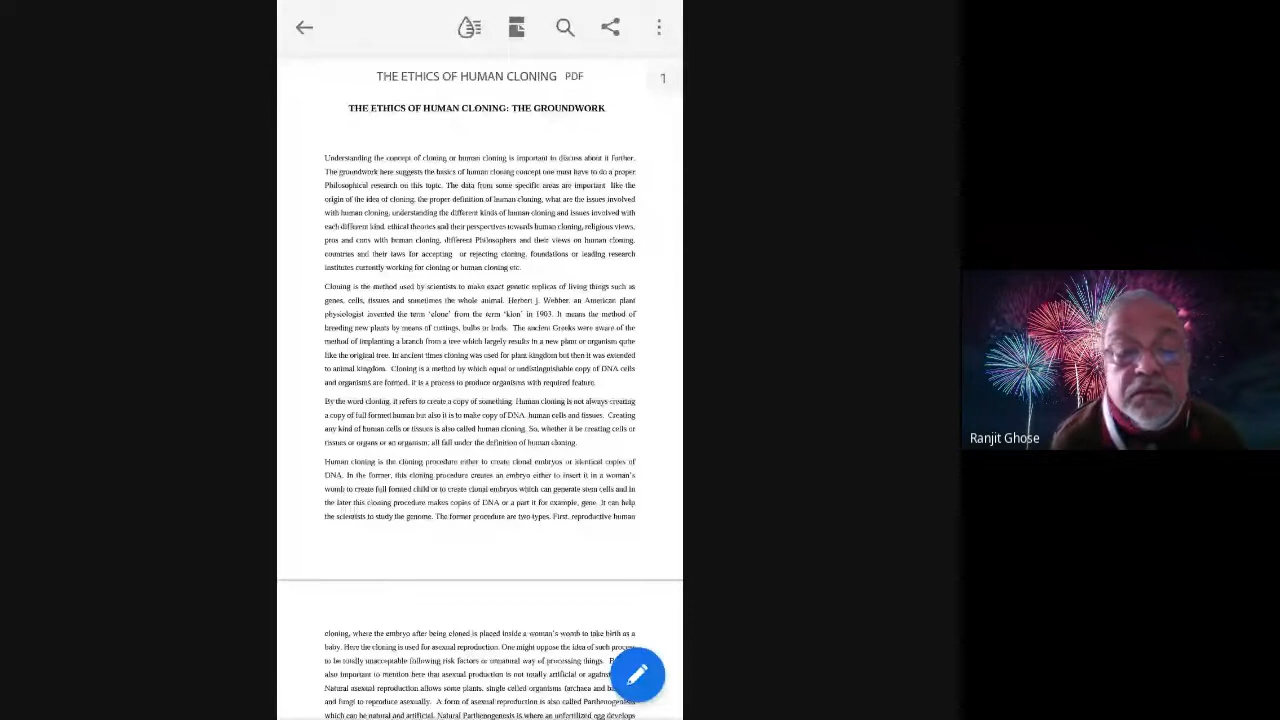 THE ETHICS OF HUMAN CLONING PDF
1
THE ETHICS OF HUMAN CLONING: THE GROUNDWORK
Understanding the concept of cloning or human cloning is important to discuss about it further.
The groundwork here suggests the basics of human cloning concept one must have to do a proper
Philosophical research on this topic. The data from some specific areas are important like the
origin of the idea of cloning, the proper definition of human cloning, what are the issues involved
with human cloning, understanding the different kinds of human cloning and issues involved with
each different kind, ethical theories and their perspectives towards human cloning, religious views,
pros and cons with human cloning, different Philosophers and their views on human cloning,
countries and their laws for accepting or rejecting cloning, foundations or leading research
institutes currently working for cloning or human cloning etc.
Cloning is the method used by scientists to make exact genetic replicas of living things such as
genes, cells, tissues and sometimes the whole animal. Herbert j. Webber, an American plant
physiologist invented the term 'clone' from the term 'klon' in 1903. It means the method of
breeding new plants by means of cuttings, bulbs or buds. The ancient Greeks were aware of the
method of implanting a branch from a tree which largely results in a new plant or organism quite
like the original tree. In ancient times cloning was used for plant kingdom but then it was extended
to animal kingdom. Cloning is a method by which equal or undistinguishable copy of DNA cells
and organisms are formed. it is a process to produce organisms with required feature.
By the word cloning, it refers to create a copy of something. Human cloning is not always creating
a copy of full formed human but also it is to make copy of DNA, human cells and tissues. Creating
any kind of human cells or tissues is also called human cloning. So, whether it be creating cells or
tissues or organs or an organism; all fall under the definition of human cloning.
Human cloning is the cloning procedure either to create clonal embryos or identical copies of
DNA. In the former, this cloning procedure creates an embryo either to insert it in a woman's
womb to create full formed child or to create clonal embryos which can generate stem cells and in
the later this cloning procedure makes copies of DNA or a part it for example, gene. It can help
the scientists to study the genome. The former procedure are two types. First, reproductive human
cloning, where the embryo after being cloned is placed inside a woman's womb to take birth as a
baby. Here the cloning is used for asexual reproduction. One might oppose the idea of such process
to be totally unacceptable following risk factors or unnatural way of processing things.
also important to mention here that asexual production is not totally artificial or against
Natural asexual reproduction allows some plants, single celled organisms (archaea and
and fungi to reproduce asexually. A form of asexual reproduction is also called Parthenogenesis
which can be natural and artificial. Natural Parthenogenesis is where an unfertilized egg develops
Ranjit Ghose